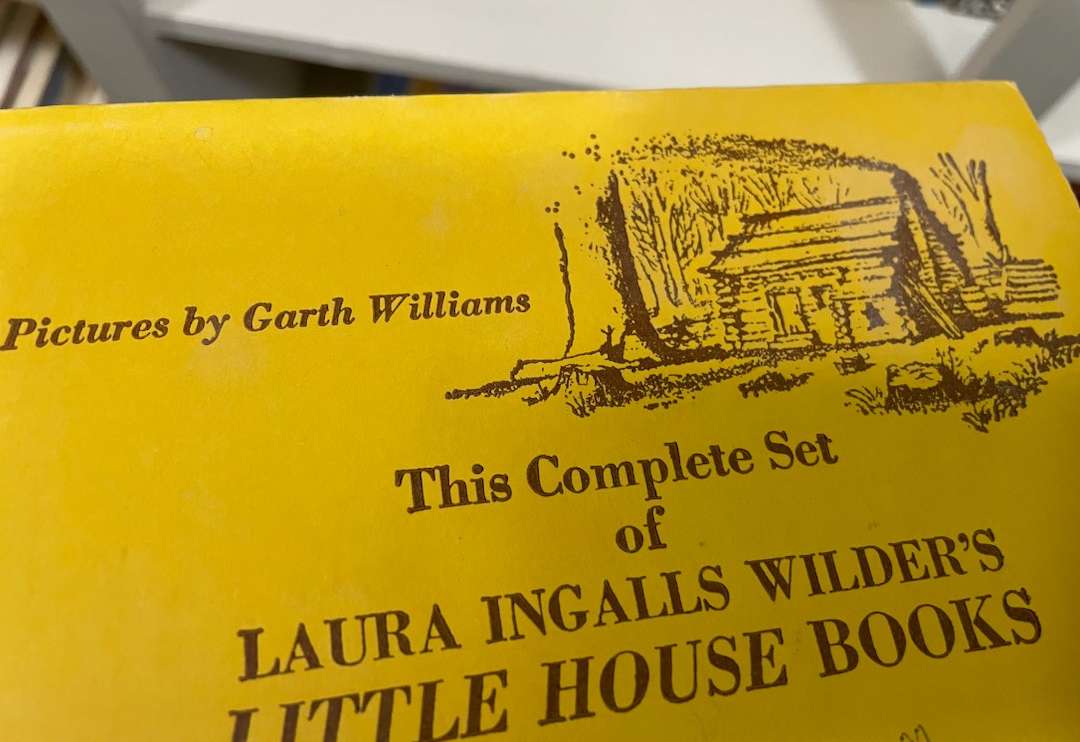 Pictures by Garth Williams
This Complete Set
of
LAURA INGALLS WILDER'S
LITTLE HOUSE BOOKS